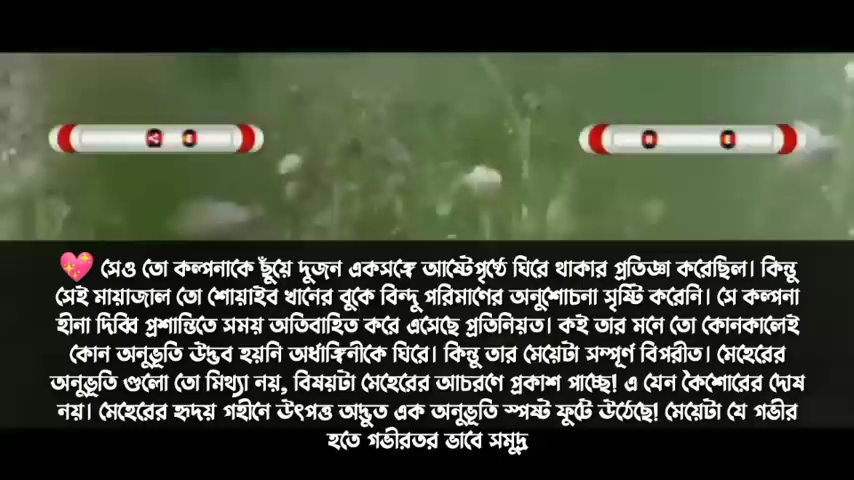 💖 সেও তো কল্পনাকে ছুঁয়ে দুজন একসঙ্গে আষ্টেপৃষ্ঠে ঘিরে থাকার প্রতিজ্ঞা করেছিল। কিন্তু
সেই মায়াজাল তো শোয়াইব খানের বুকে বিন্দু পরিমাণের অনুশোচনা সৃষ্টি করেনি। সে কল্পনা
হীনা দিব্বি প্রশান্তিতে সময় অতিবাহিত করে এসেছে প্রতিনিয়ত। কই তার মনে তো কোনকালেই
কোন অনুভূতি উদ্ভব হয়নি অর্ধাঙ্গিনীকে ঘিরে। কিন্তু তার মেয়েটা সম্পূর্ণ বিপরীত। মেহেরের
অনুভূতি গুলো তো মিথ্যা নয়, বিষয়টা মেহেরের আচরণে প্রকাশ পাচ্ছে! এ যেন কৈশোরের দোষ
নয়। মেহেরের হৃদয় গহীনে উৎপত্ত অদ্ভুত এক অনুভূতি স্পষ্ট ফুটে উঠেছে! মেয়েটা যে গভীর
হতে গভীরতর ভাবে সমুদ্র